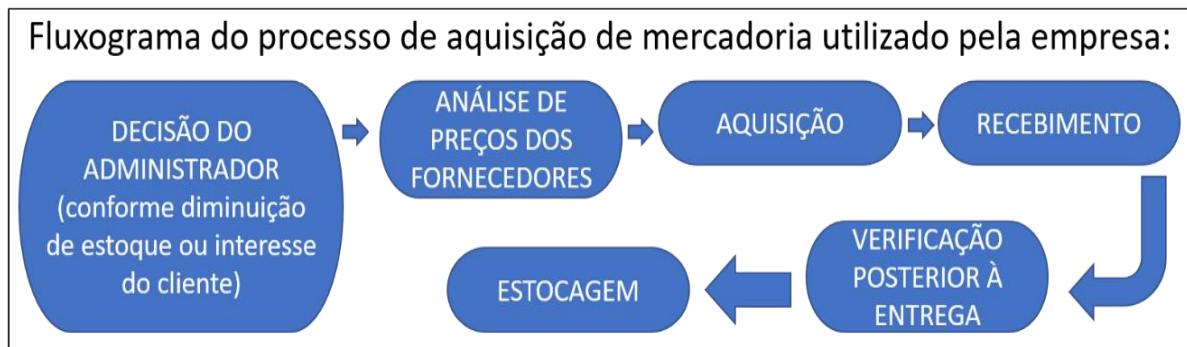 Fluxograma do processo de aquisição de mercadoria utilizado pela empresa:
DECISÃO DO
ADMINISTRADOR
(conforme diminuição
de estoque ou interesse
do cliente)
ANÁLISE DE
PREÇOS DOS
FORNECEDORES
AQUISIÇÃO
RECEBIMENTO
VERIFICAÇÃO
POSTERIOR À
ENTREGA
ESTOCAGEM